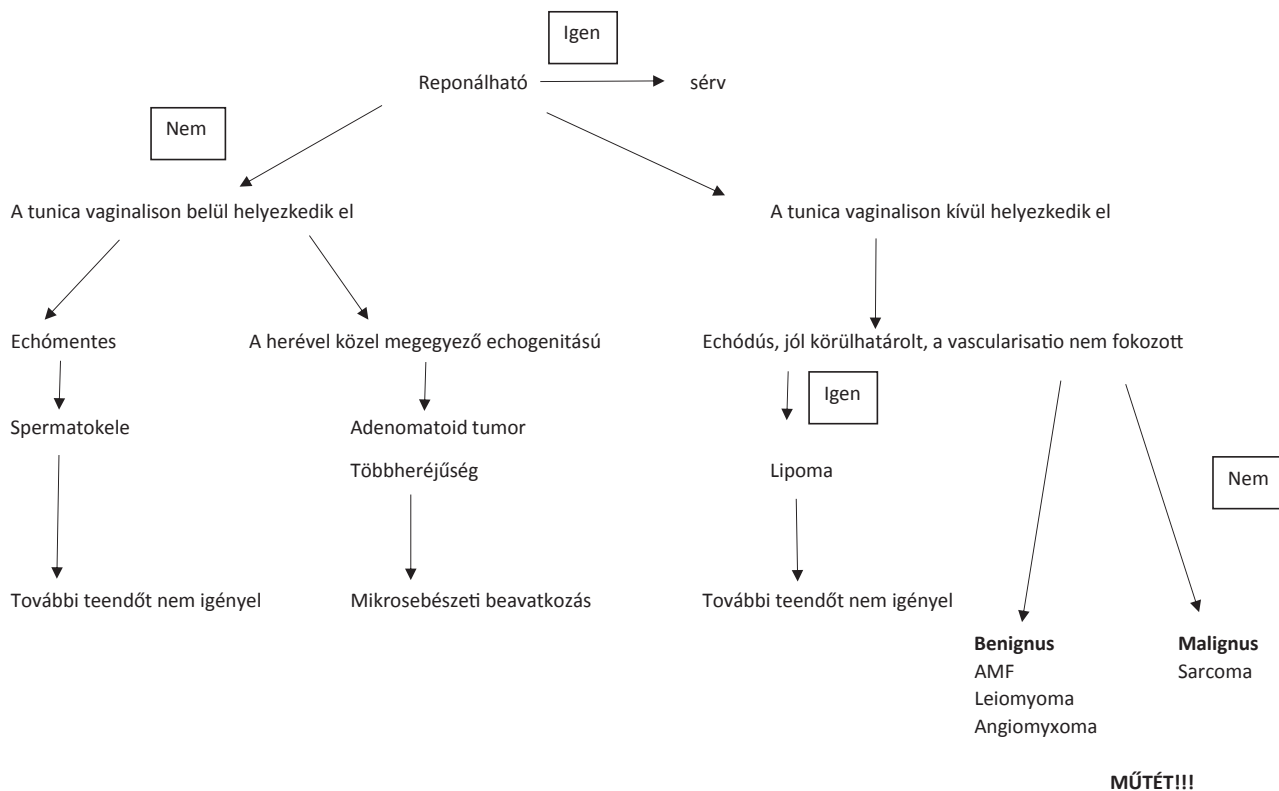 Igen
Reponálható
sérv
Nem
A tunica vaginalison belül helyezkedik el
A tunica vaginalison kívül helyezkedik el
Echómentes
A herével közel megegyező echogenitású
Echódús, jól körülhatárolt, a vascularisatio nem fokozott
Igen
Spermatokele
Adenomatoid tumor
Többheréjűség
Lipoma
Nem
További teendőt nem igényel
Mikrosebészeti beavatkozás
További teendőt nem igényel
Benignus
AMF
Leiomyoma
Angiomyxoma
Malignus
Sarcoma
MŰTÉT!!!